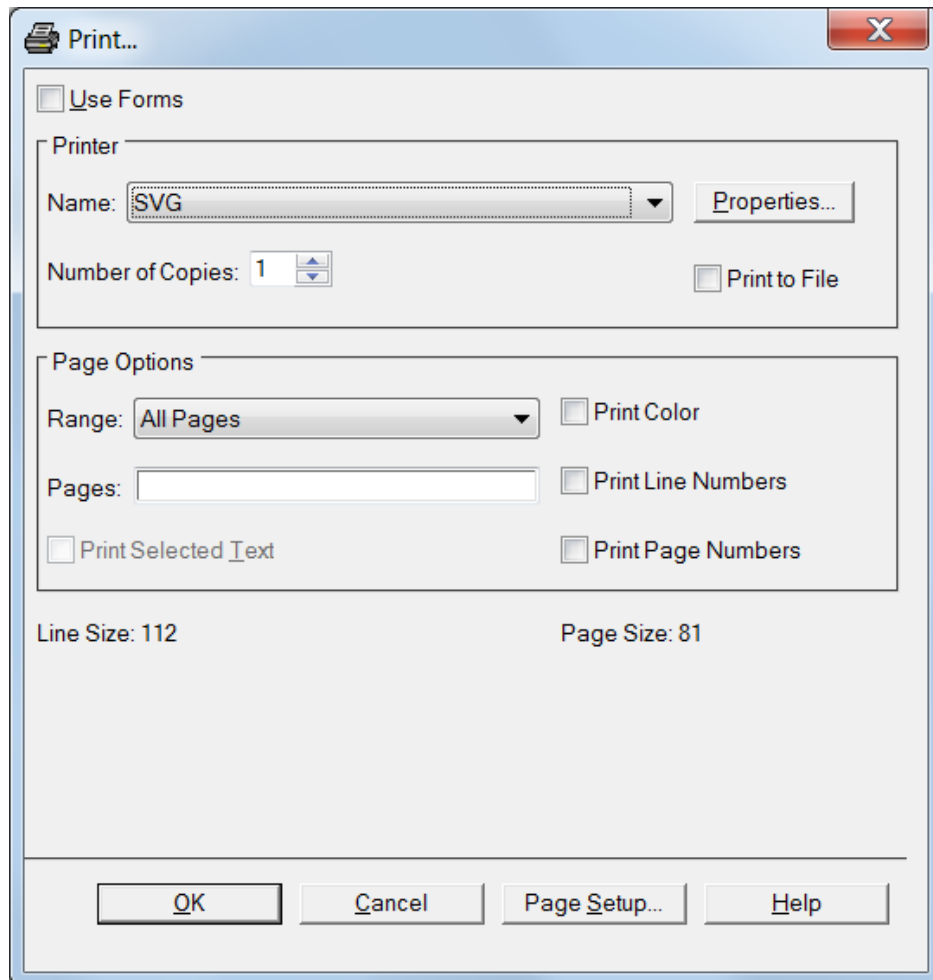 Print...
Use Forms
Printer
Name: SVG Properties...
Number of Copies: 1 Print to File
Page Options
Range: All Pages Print Color
Pages: Print Line Numbers
Print Selected Text Print Page Numbers
Line Size: 112 Page Size: 81
OK Cancel Page Setup... Help